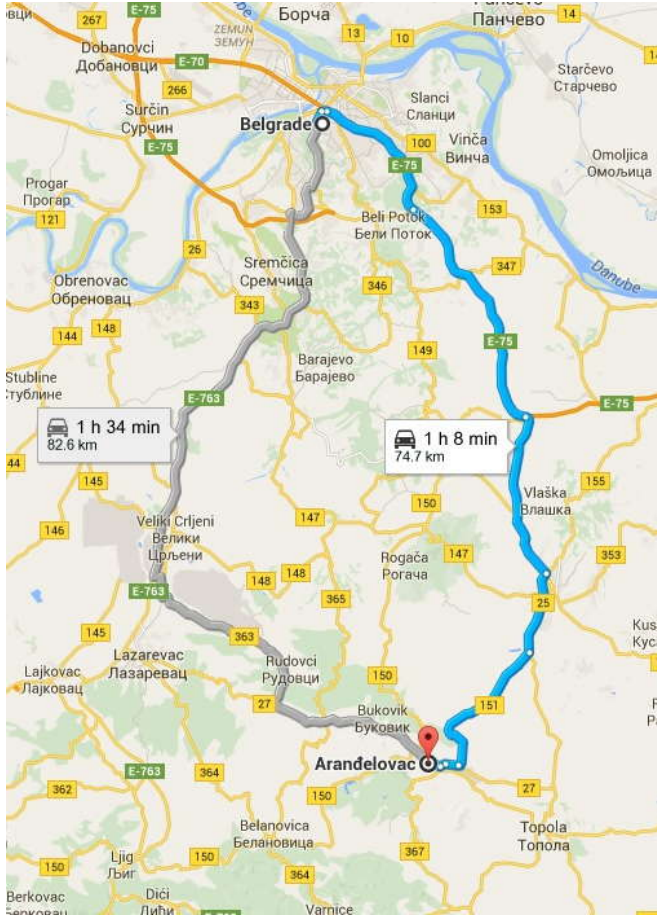 267
E-75
Борча
Панчево
14
ZEMUN
ЗЕМУН
13
10
Dobanovci
Добановци
E-70
Starčevo
Старчево
266
Slanci
Сланци
Surčin
Сурчин
Belgrade
100
Vinča
Винча
E-75
E-75
Omoljica
Омољица
Progar
Прогар
121
Beli Potok
Бели Поток
153
26
Sremčica
Сремчица
347
Danube
Obrenovac
Обреновац
346
343
144
148
149
E-75
Barajevo
Барајево
Stubline
E-763
E-75
1 h 34 min
82.6 km
1 h 8 min
74.7 km
44
145
150
Vlaška
Влашка
155
146
Veliki Crljeni
Велики
Црљени
147
Rogača
Рогача
147
353
148
148
E-763
365
25
145
363
Lazarevac
Лазаревац
Lajkovac
Лајковац
Rudovci
Рудовци
150
27
Bukovik
Буковик
151
Aranđelovac
E-763
362
364
150
27
Belanovica
Белановица
Topola
Топола
367
Ljig
Љиг
150
150
150
364
Berkovac
Dići
Дићи
E-763
Varnice